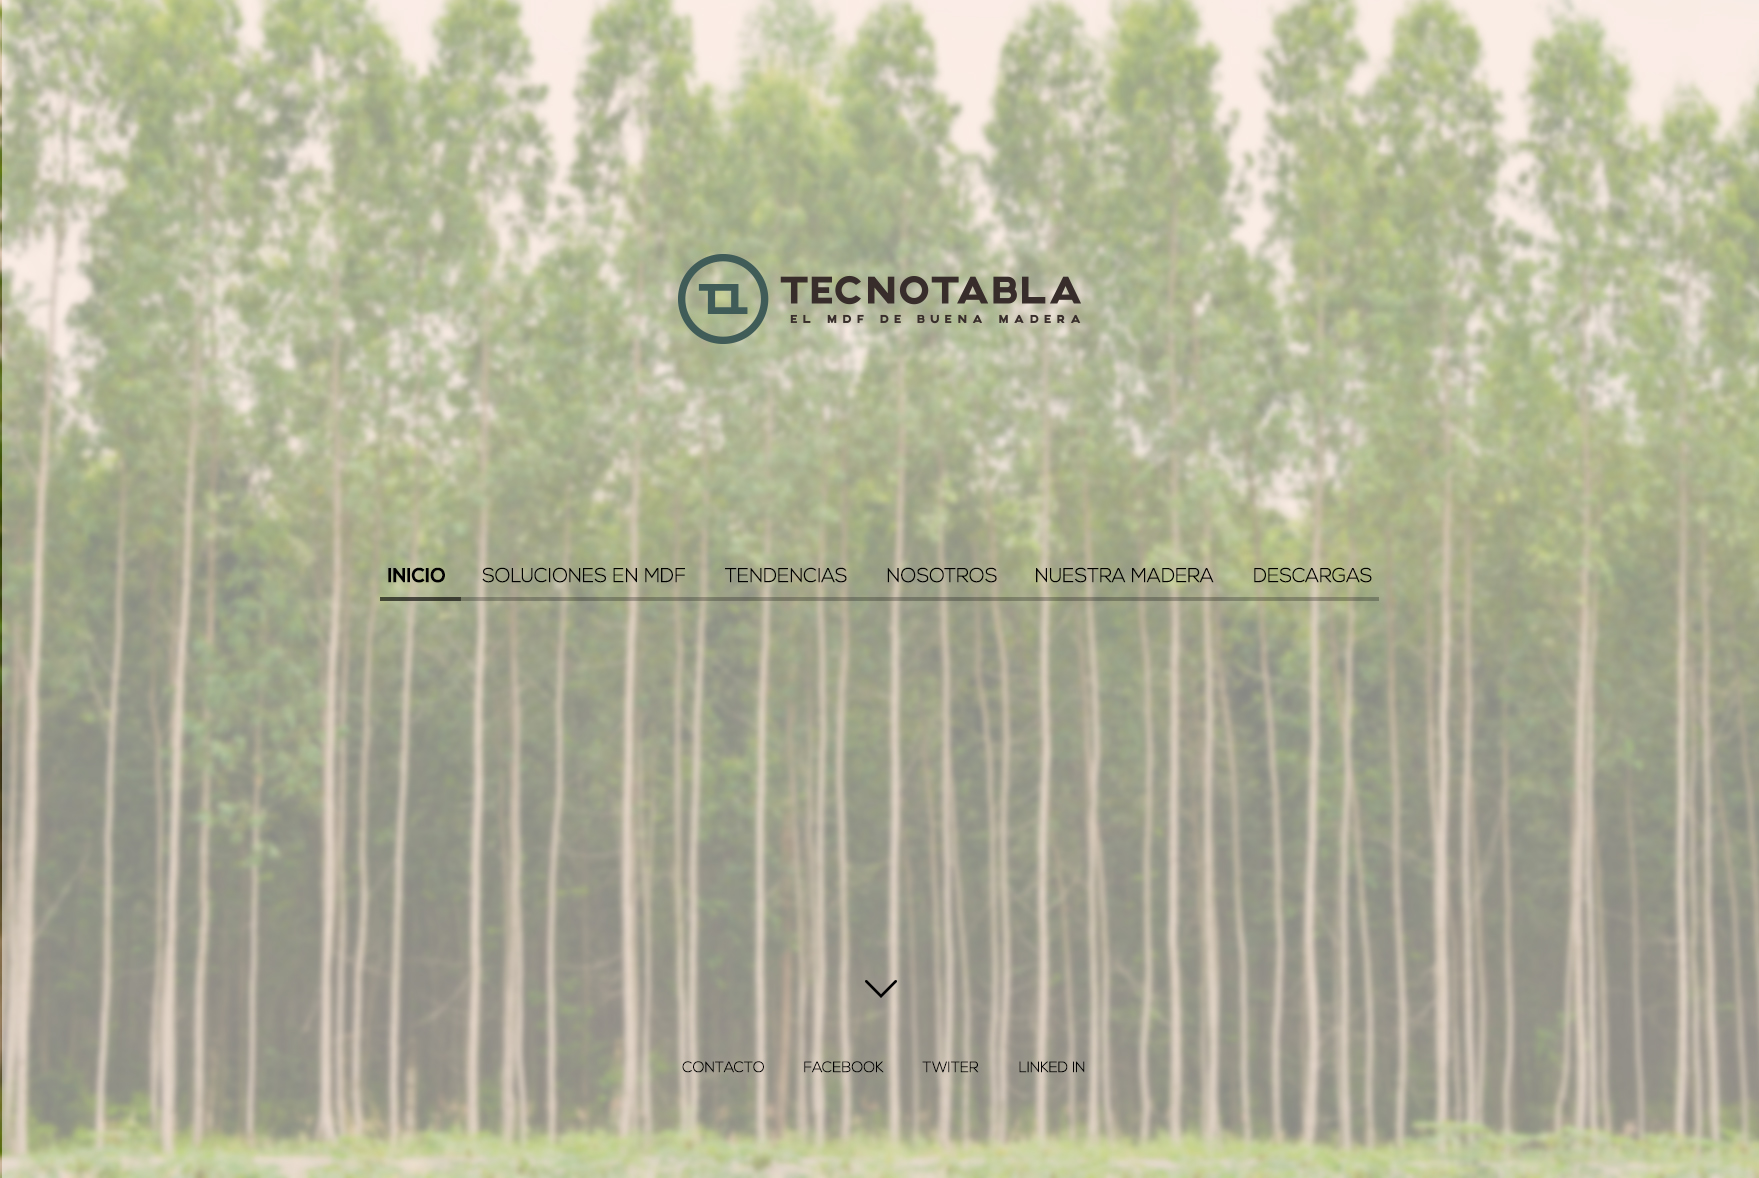 TECNOTABLA
EL MDF DE BUENA MADERA
INICIO SOLUCIONES EN MDF TENDENCIAS NOSOTROS NUESTRA MADERA DESCARGAS
CONTACTO FACEBOOK TWITER LINKED IN